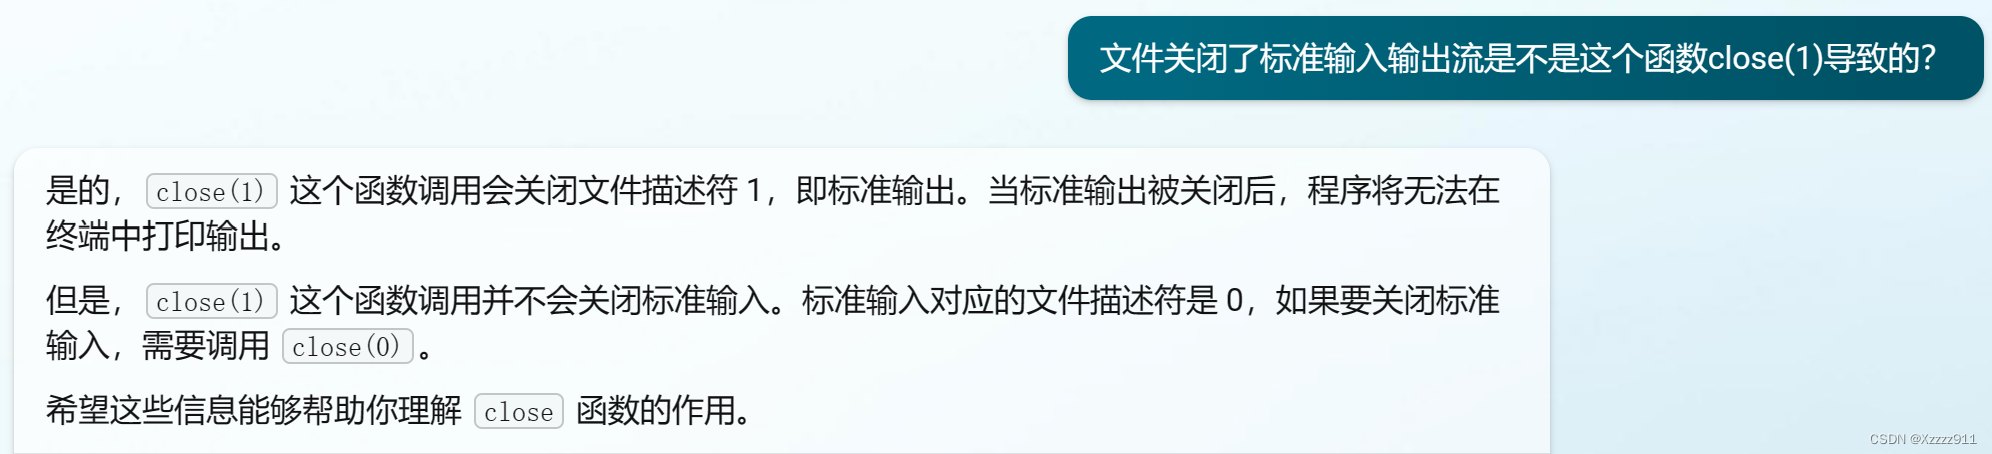 文件关闭了标准输入输出流是不是这个函数close(1)导致的？
是的，close(1) 这个函数调用会关闭文件描述符 1，即标准输出。当标准输出被关闭后，程序将无法在
终端中打印输出。
但是，close(1) 这个函数调用并不会关闭标准输入。标准输入对应的文件描述符是 0，如果要关闭标准
输入，需要调用 close(0)。
希望这些信息能够帮助你理解 close 函数的作用。
CSDN @Xzzzz911